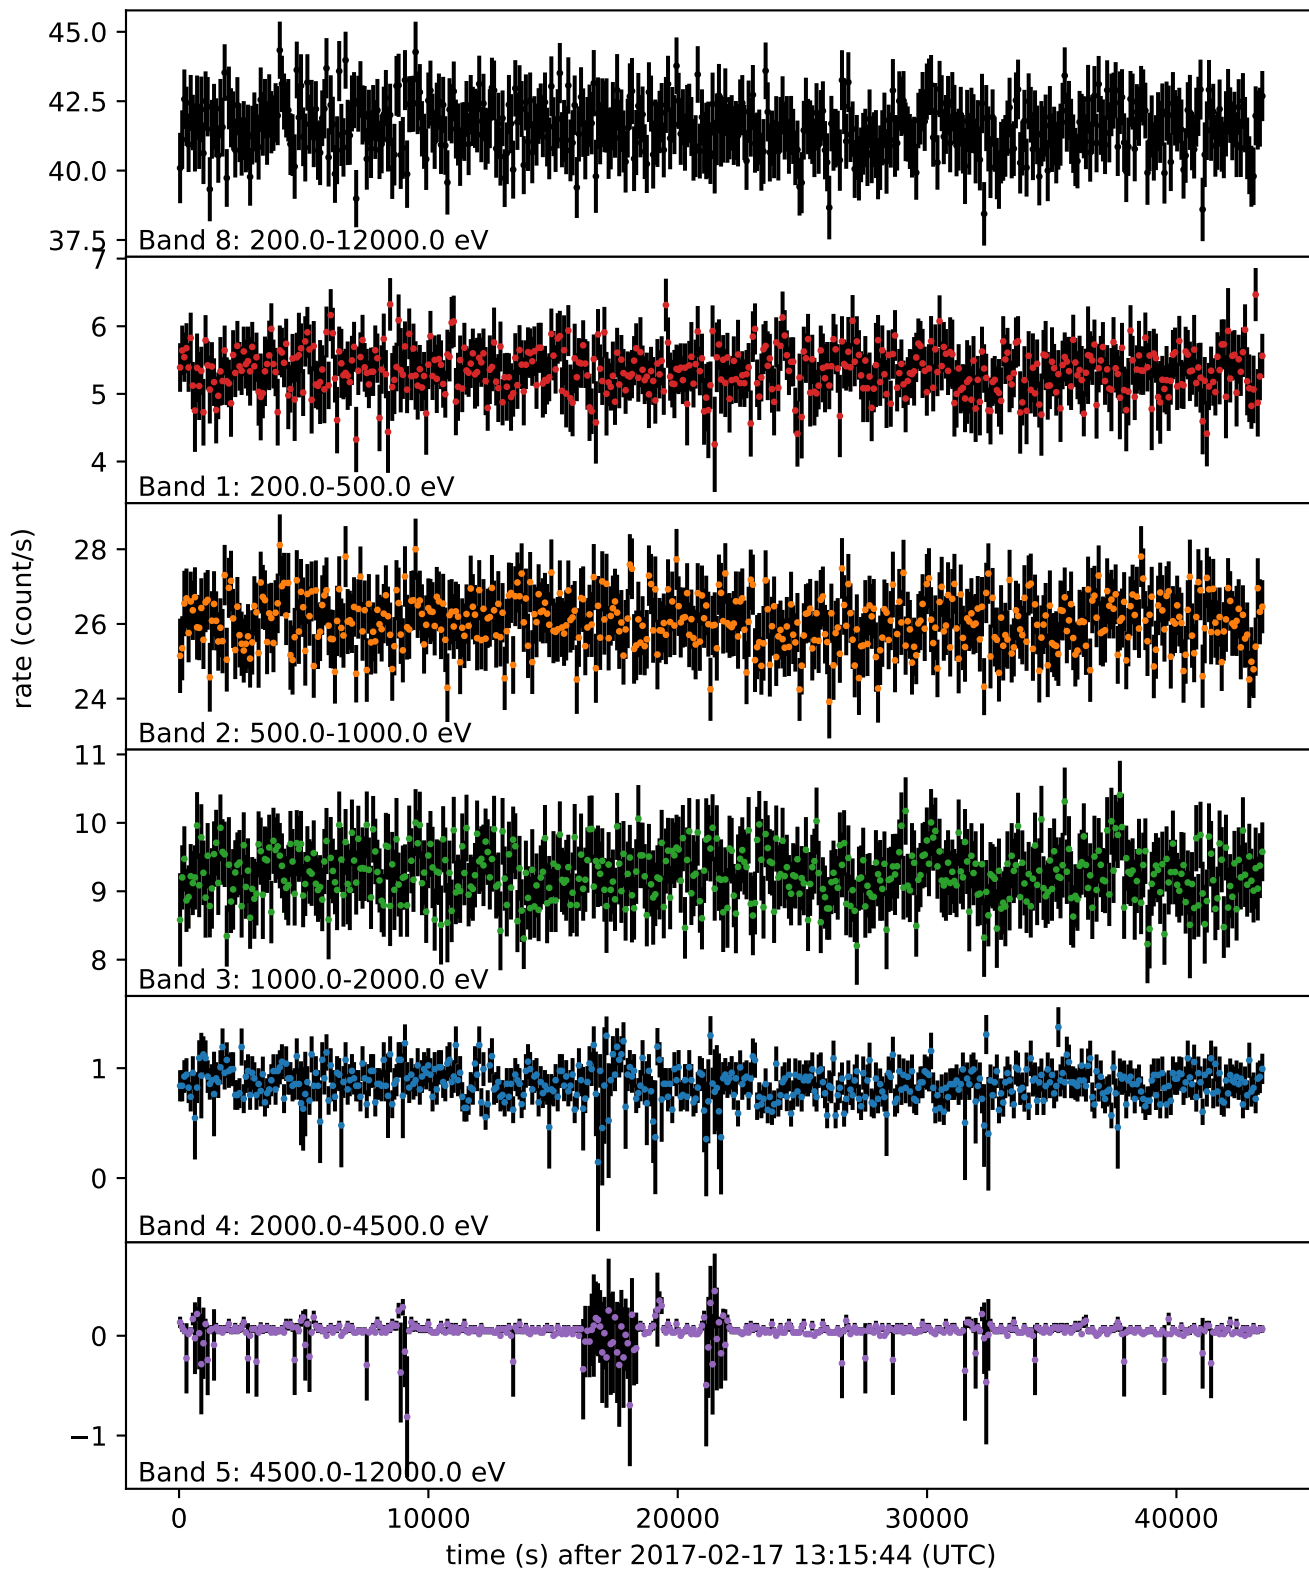 45.0
42.5
40.0
37.5
Band 8: 200.0-12000.0 eV
7
6
5
4
Band 1: 200.0-500.0 eV
rate (count/s)
28
26
24
Band 2: 500.0-1000.0 eV
11
10
9
8
Band 3: 1000.0-2000.0 eV
1
0
Band 4: 2000.0-4500.0 eV
0
−1
Band 5: 4500.0-12000.0 eV
0 10000 20000 30000 40000
time (s) after 2017-02-17 13:15:44 (UTC)